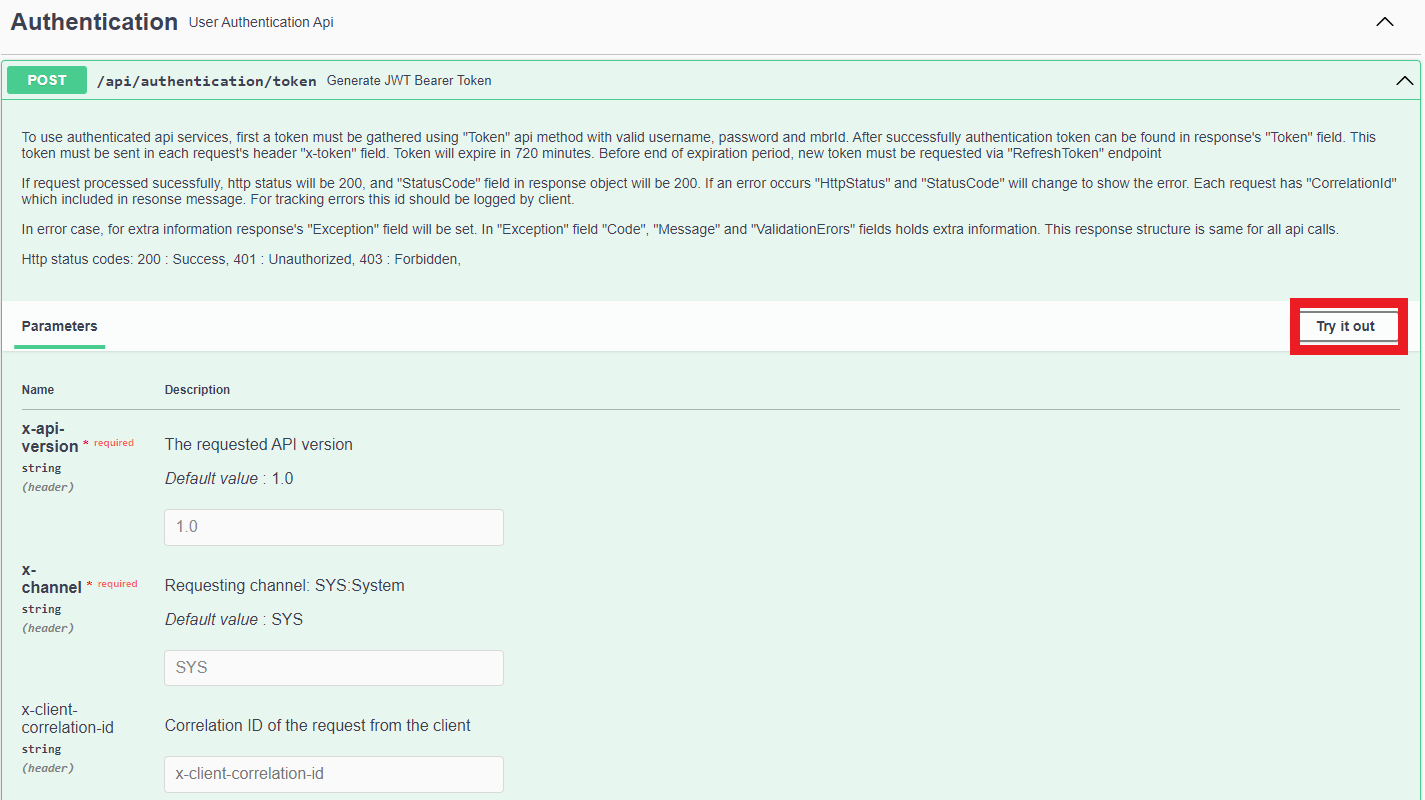 Authentication User Authentication Api
POST /api/authentication/token Generate JWT Bearer Token
To use authenticated api services, first a token must be gathered using "Token" api method with valid username, password and mbrId. After successfully authentication token can be found in response's "Token" field. This
token must be sent in each request's header "x-token" field. Token will expire in 720 minutes. Before end of expiration period, new token must be requested via "RefreshToken" endpoint
If request processed sucessfully, http status will be 200, and "StatusCode" field in response object will be 200. If an error occurs "HttpStatus" and "StatusCode" will change to show the error. Each request has "CorrelationId"
which included in resonse message. For tracking errors this id should be logged by client.
In error case, for extra information response's "Exception" field will be set. In "Exception" field "Code", "Message" and "ValidationErors" fields holds extra information. This response structure is same for all api calls.
Http status codes: 200 : Success, 401 : Unauthorized, 403 : Forbidden,
Parameters Try it out
Name Description
x-api-
version * required
string
(header)
The requested API version
Default value : 1.0
1.0
x-
channel * required
string
(header)
Requesting channel: SYS:System
Default value : SYS
SYS
x-client-
correlation-id
string
(header)
Correlation ID of the request from the client
x-client-correlation-id